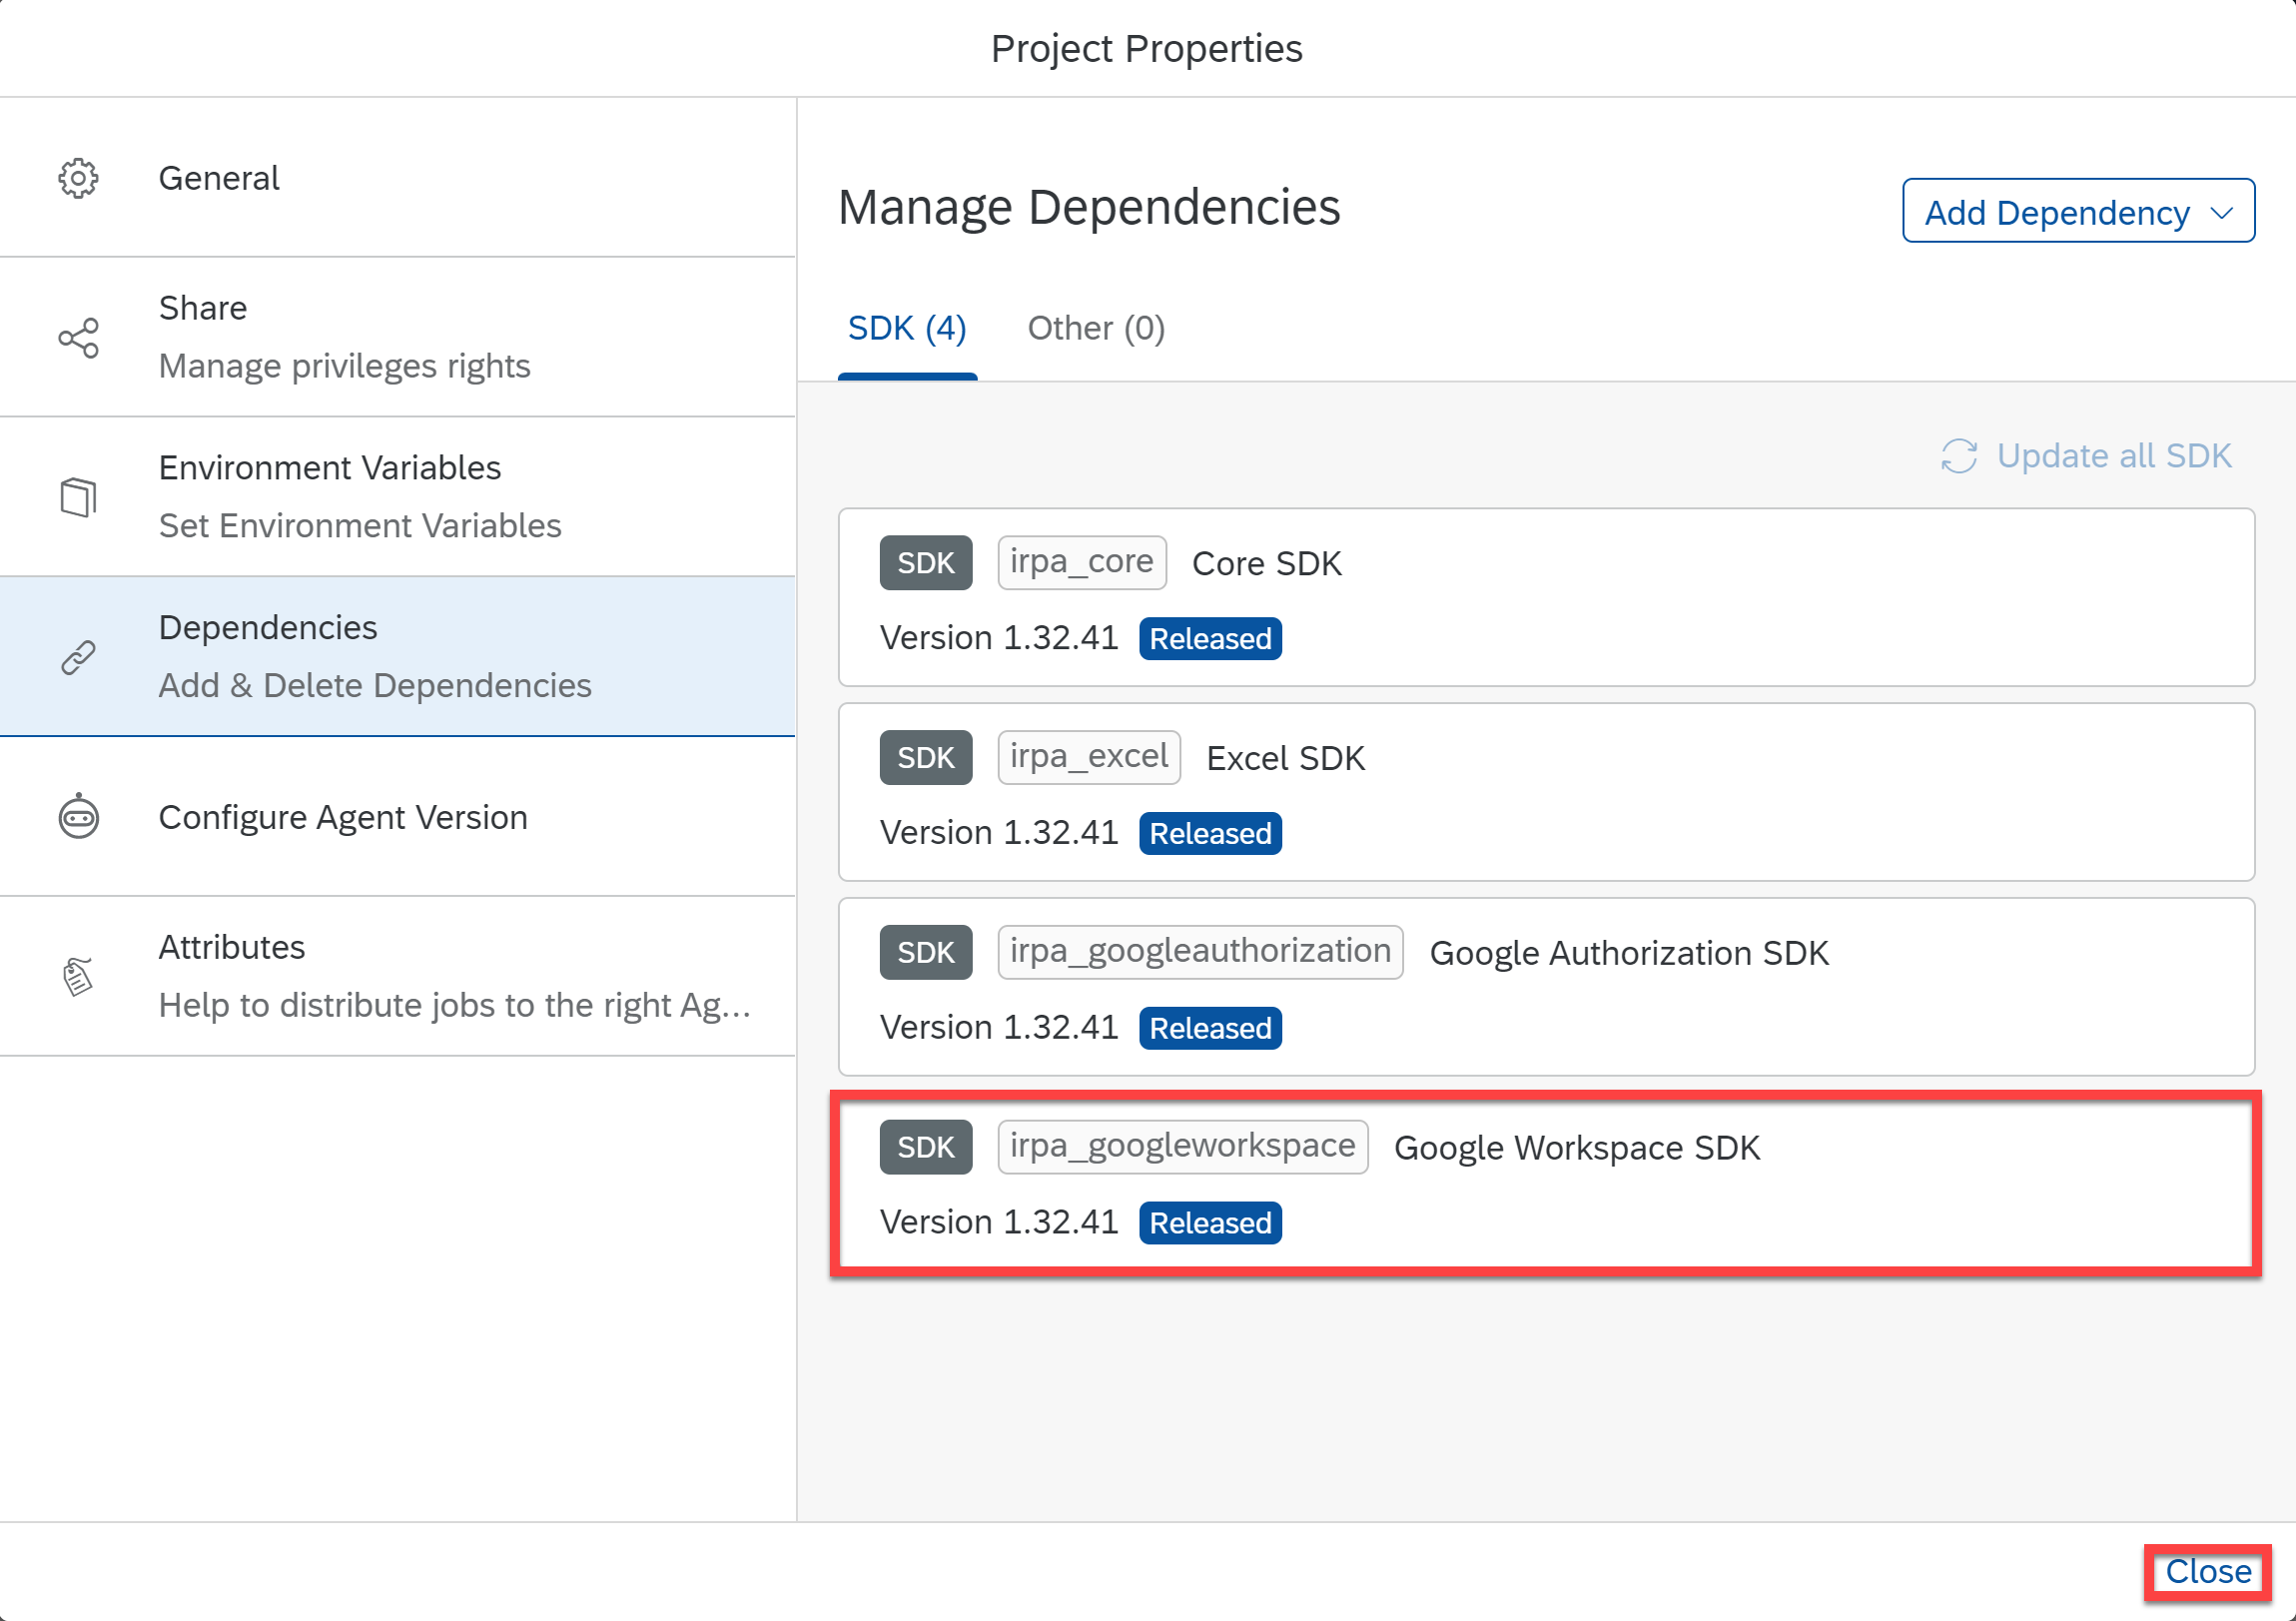 Project Properties
General
Share
Manage privileges rights
Environment Variables
Set Environment Variables
Dependencies
Add & Delete Dependencies
Configure Agent Version
Attributes
Help to distribute jobs to the right Ag...
Manage Dependencies
Add Dependency
SDK (4) Other (0)
Update all SDK
SDK irpa_core Core SDK
Version 1.32.41 Released
SDK irpa_excel Excel SDK
Version 1.32.41 Released
SDK irpa_googleauthorization Google Authorization SDK
Version 1.32.41 Released
SDK irpa_googleworkspace Google Workspace SDK
Version 1.32.41 Released
Close